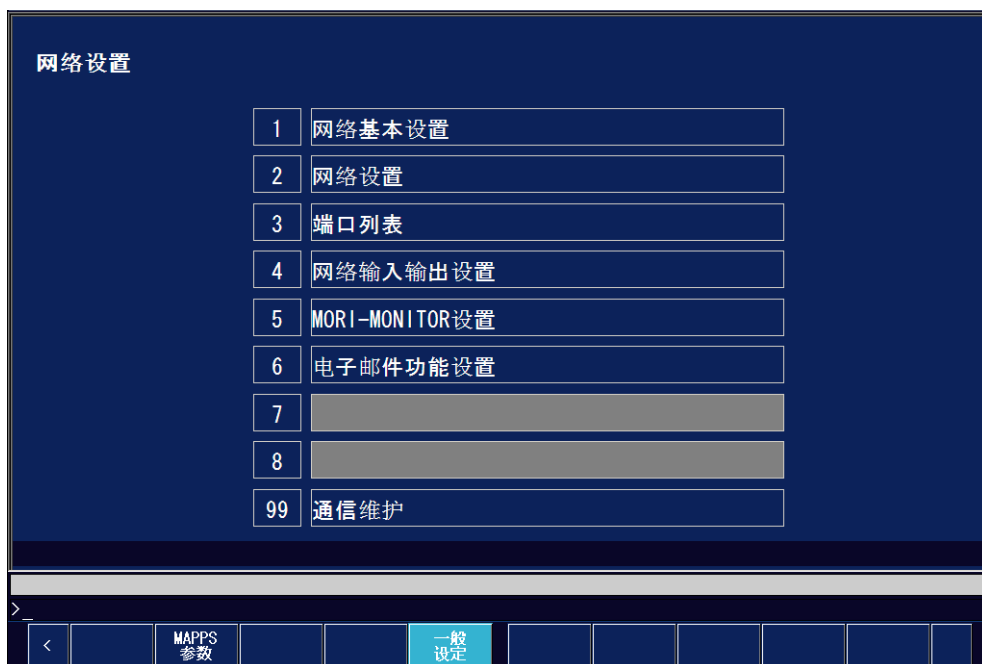 网络设置
1 网络基本设置
2 网络设置
3 端口列表
4 网络输入输出设置
5 MORI-MONITOR设置
6 电子邮件功能设置
7
8
99 通信维护
>_
< MAPPS 一般
参数 设定